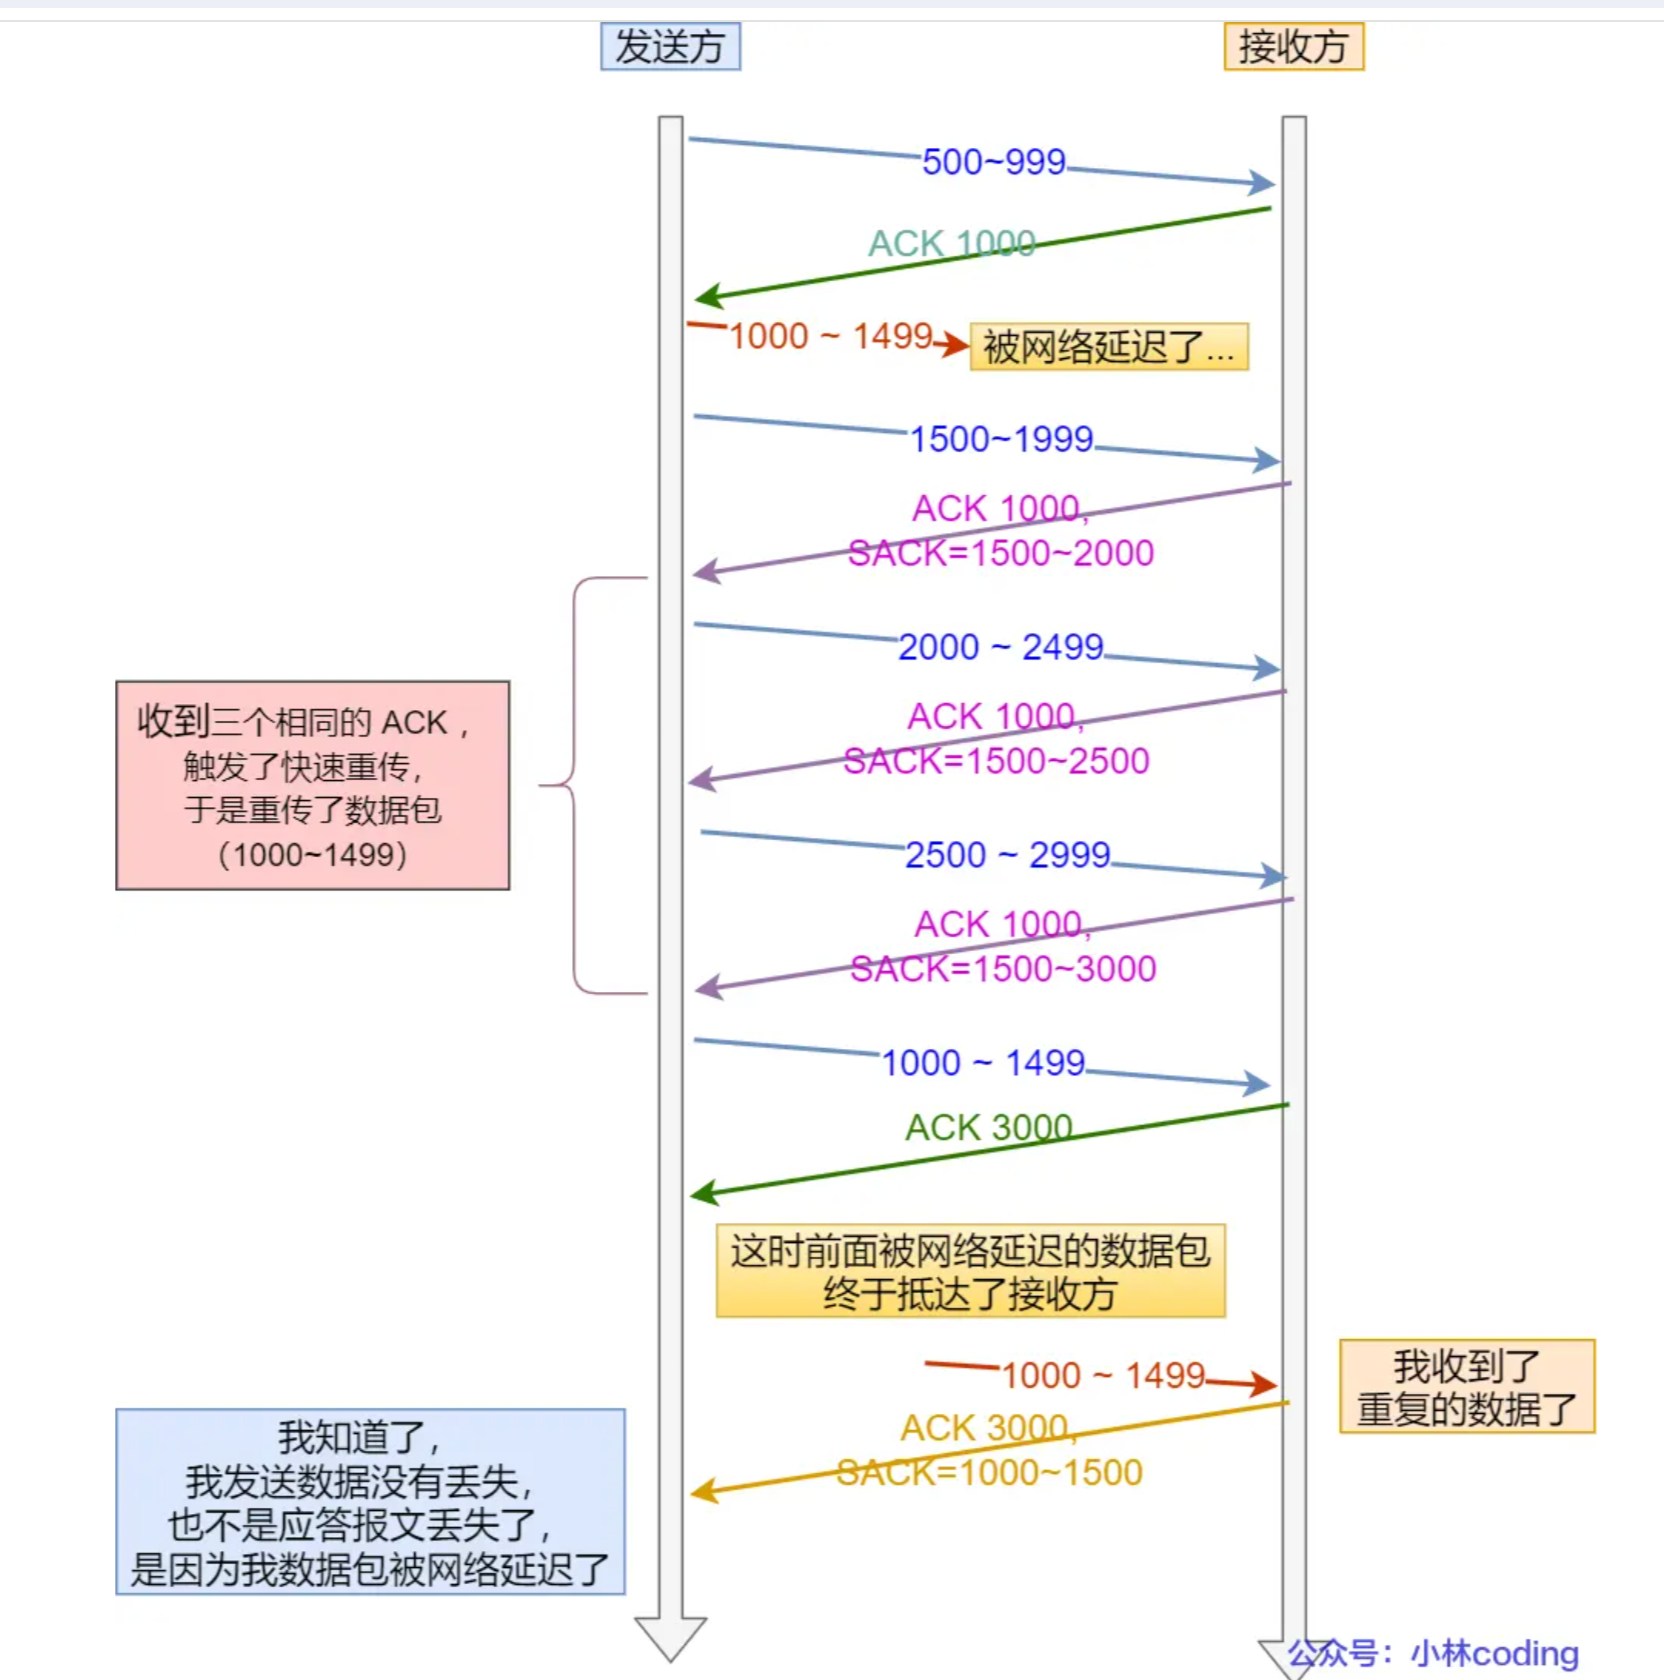 发送方
接收方
500~999
ACK 1000
1000 ~ 1499
被网络延迟了...
1500~1999
ACK 1000,
SACK=1500~2000
2000 ~ 2499
收到三个相同的 ACK，
触发了快速重传，
于是重传了数据包
（1000~1499）
ACK 1000,
SACK=1500~2500
2500 ~ 2999
ACK 1000,
SACK=1500~3000
1000 ~ 1499
ACK 3000
这时前面被网络延迟的数据包
终于抵达了接收方
1000 ~ 1499
我收到了
重复的数据了
ACK 3000,
SACK=1000~1500
我知道了，
我发送数据没有丢失，
也不是应答报文丢失了，
是因为我数据包被网络延迟了
公众号：小林coding